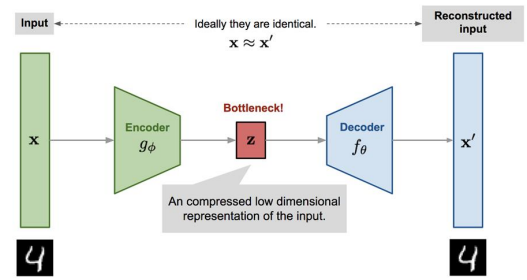 Input
Ideally they are identical.
x ≈ x′
Reconstructed
input
Bottleneck!
Encoder
gϕ
Decoder
fθ
x
z
x′
An compressed low dimensional
representation of the input.
4
4